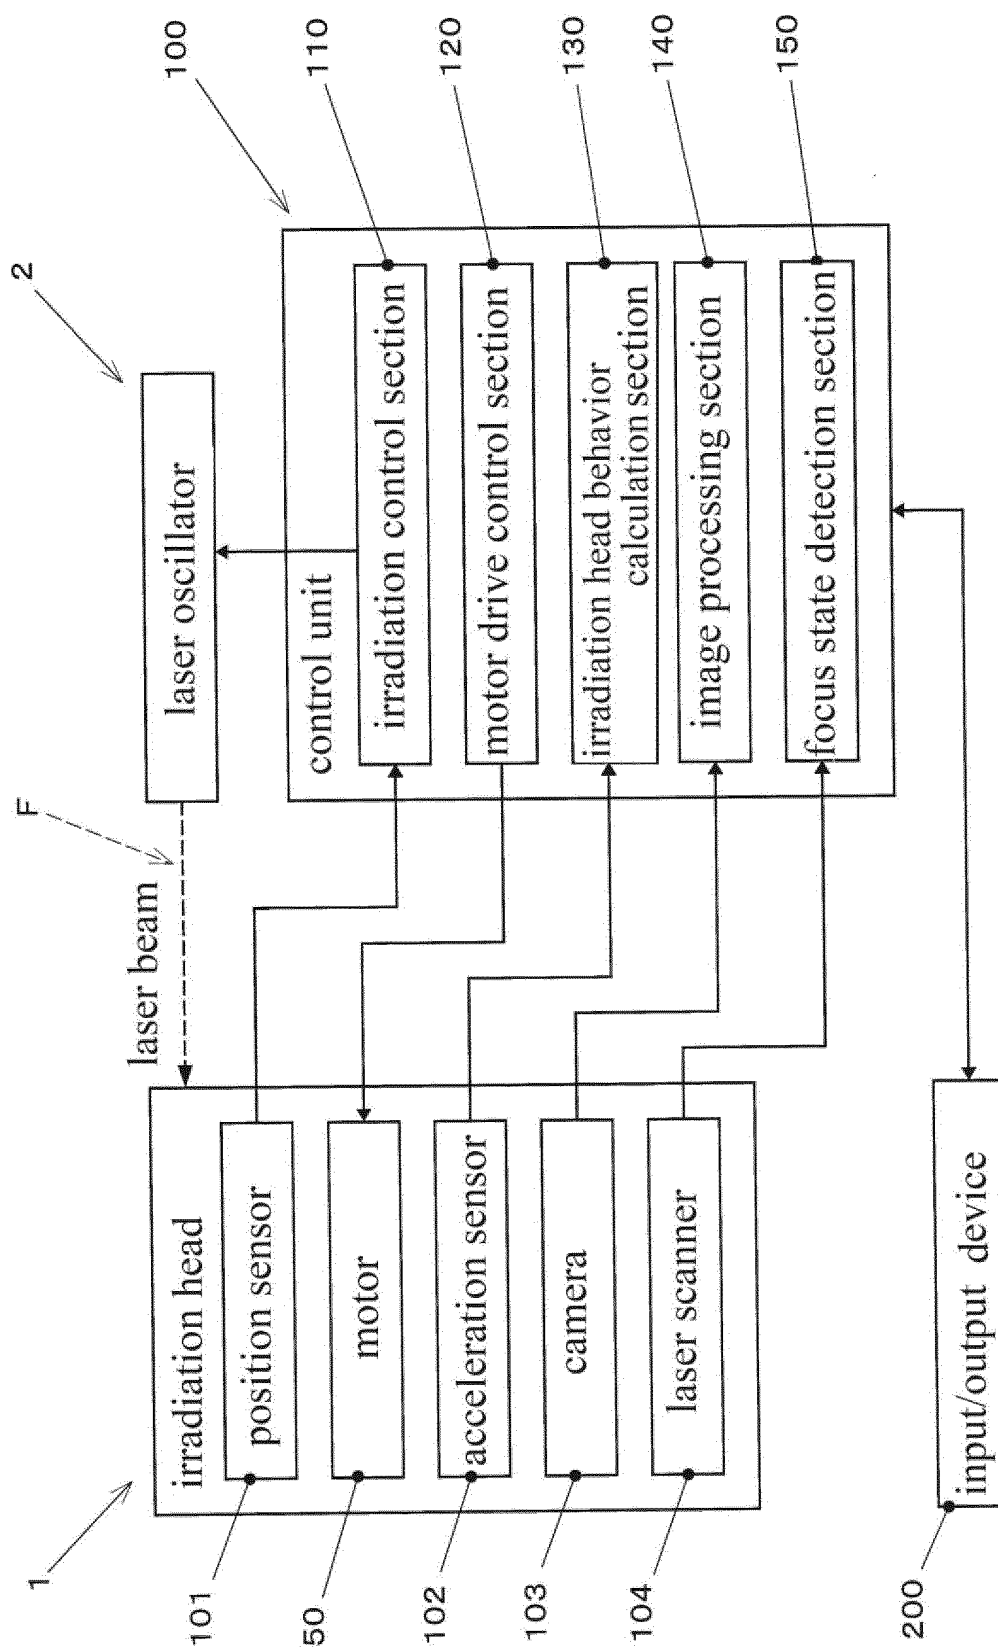 1
irradiation head
101
position sensor
50
motor
102
acceleration sensor
103
camera
104
laser scanner
laser beam
F
2
laser oscillator
100
control unit
110
irradiation control section
120
motor drive control section
130
irradiation head behavior
calculation section
140
image processing section
150
focus state detection section
200
input/output device